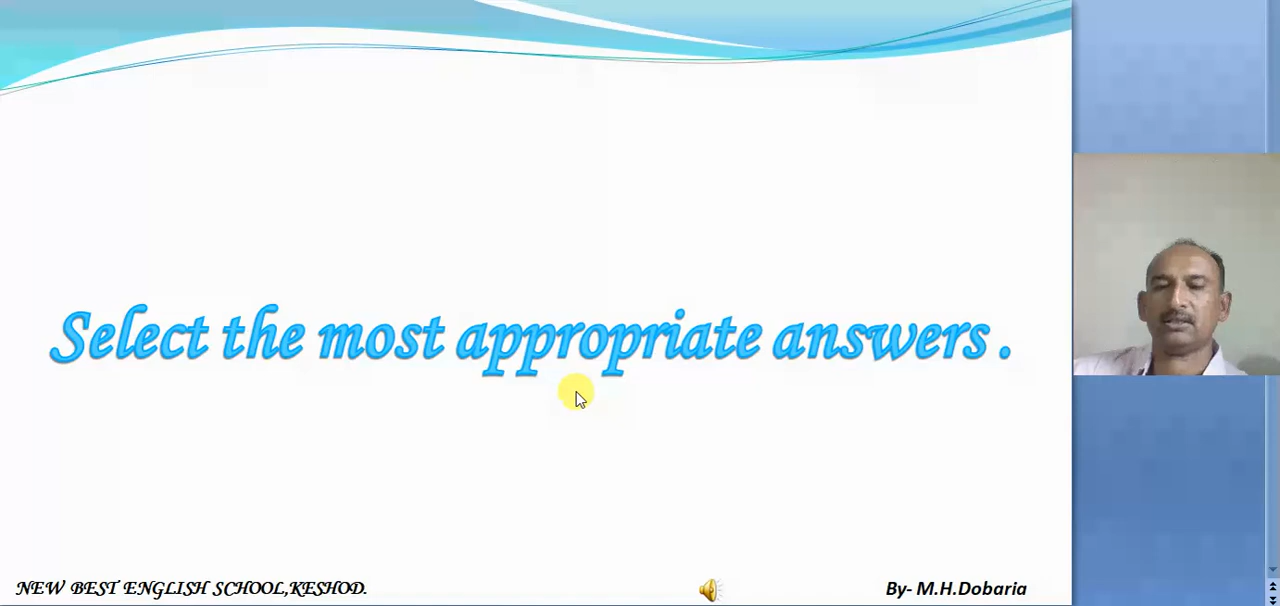 Select the most appropriate answers .
NEW BEST ENGLISH SCHOOL,KESHOD.
By- M.H.Dobaria